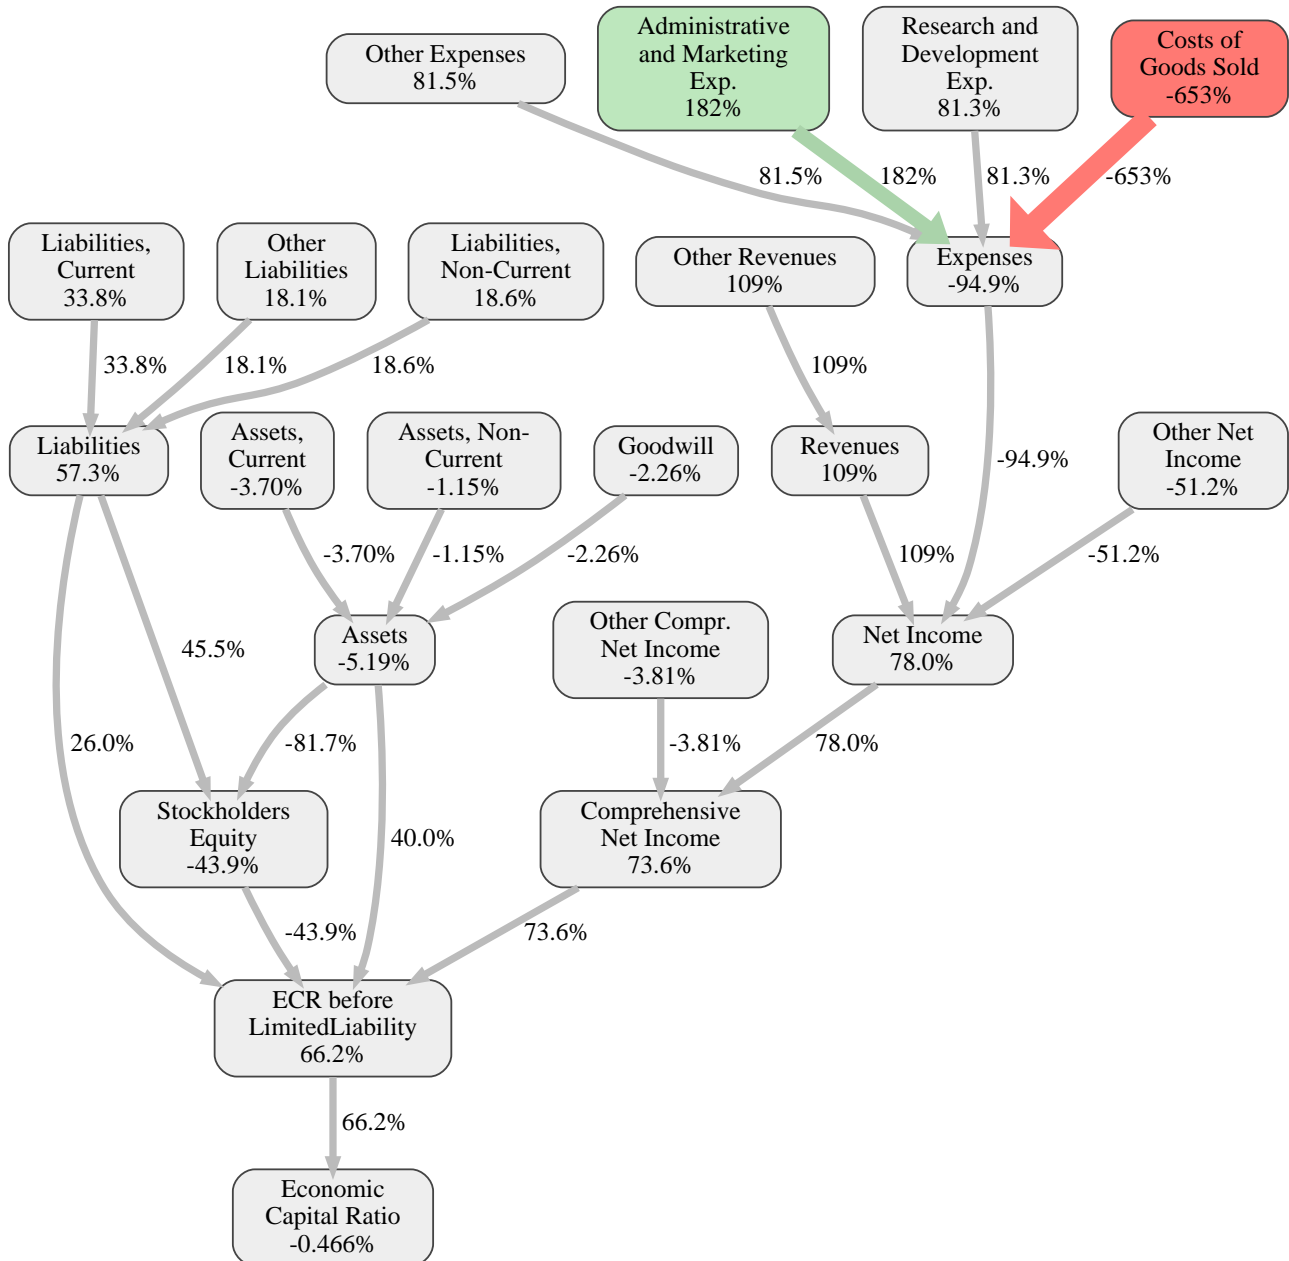 Other Expenses
81.5%
Administrative
and Marketing
Exp.
182%
Research and
Development
Exp.
81.3%
Costs of
Goods Sold
-653%
81.5%
182%
81.3%
-653%
Liabilities,
Current
33.8%
Other
Liabilities
18.1%
Liabilities,
Non-Current
18.6%
Other Revenues
109%
Expenses
-94.9%
33.8%
18.1%
18.6%
109%
-94.9%
Liabilities
57.3%
Assets,
Current
-3.70%
Assets, Non-
Current
-1.15%
Goodwill
-2.26%
Revenues
109%
Other Net
Income
-51.2%
-3.70%
-1.15%
-2.26%
109%
-51.2%
45.5%
Assets
-5.19%
Other Compr.
Net Income
-3.81%
Net Income
78.0%
26.0%
-81.7%
40.0%
-3.81%
78.0%
Stockholders
Equity
-43.9%
Comprehensive
Net Income
73.6%
-43.9%
73.6%
ECR before
LimitedLiability
66.2%
66.2%
Economic
Capital Ratio
-0.466%